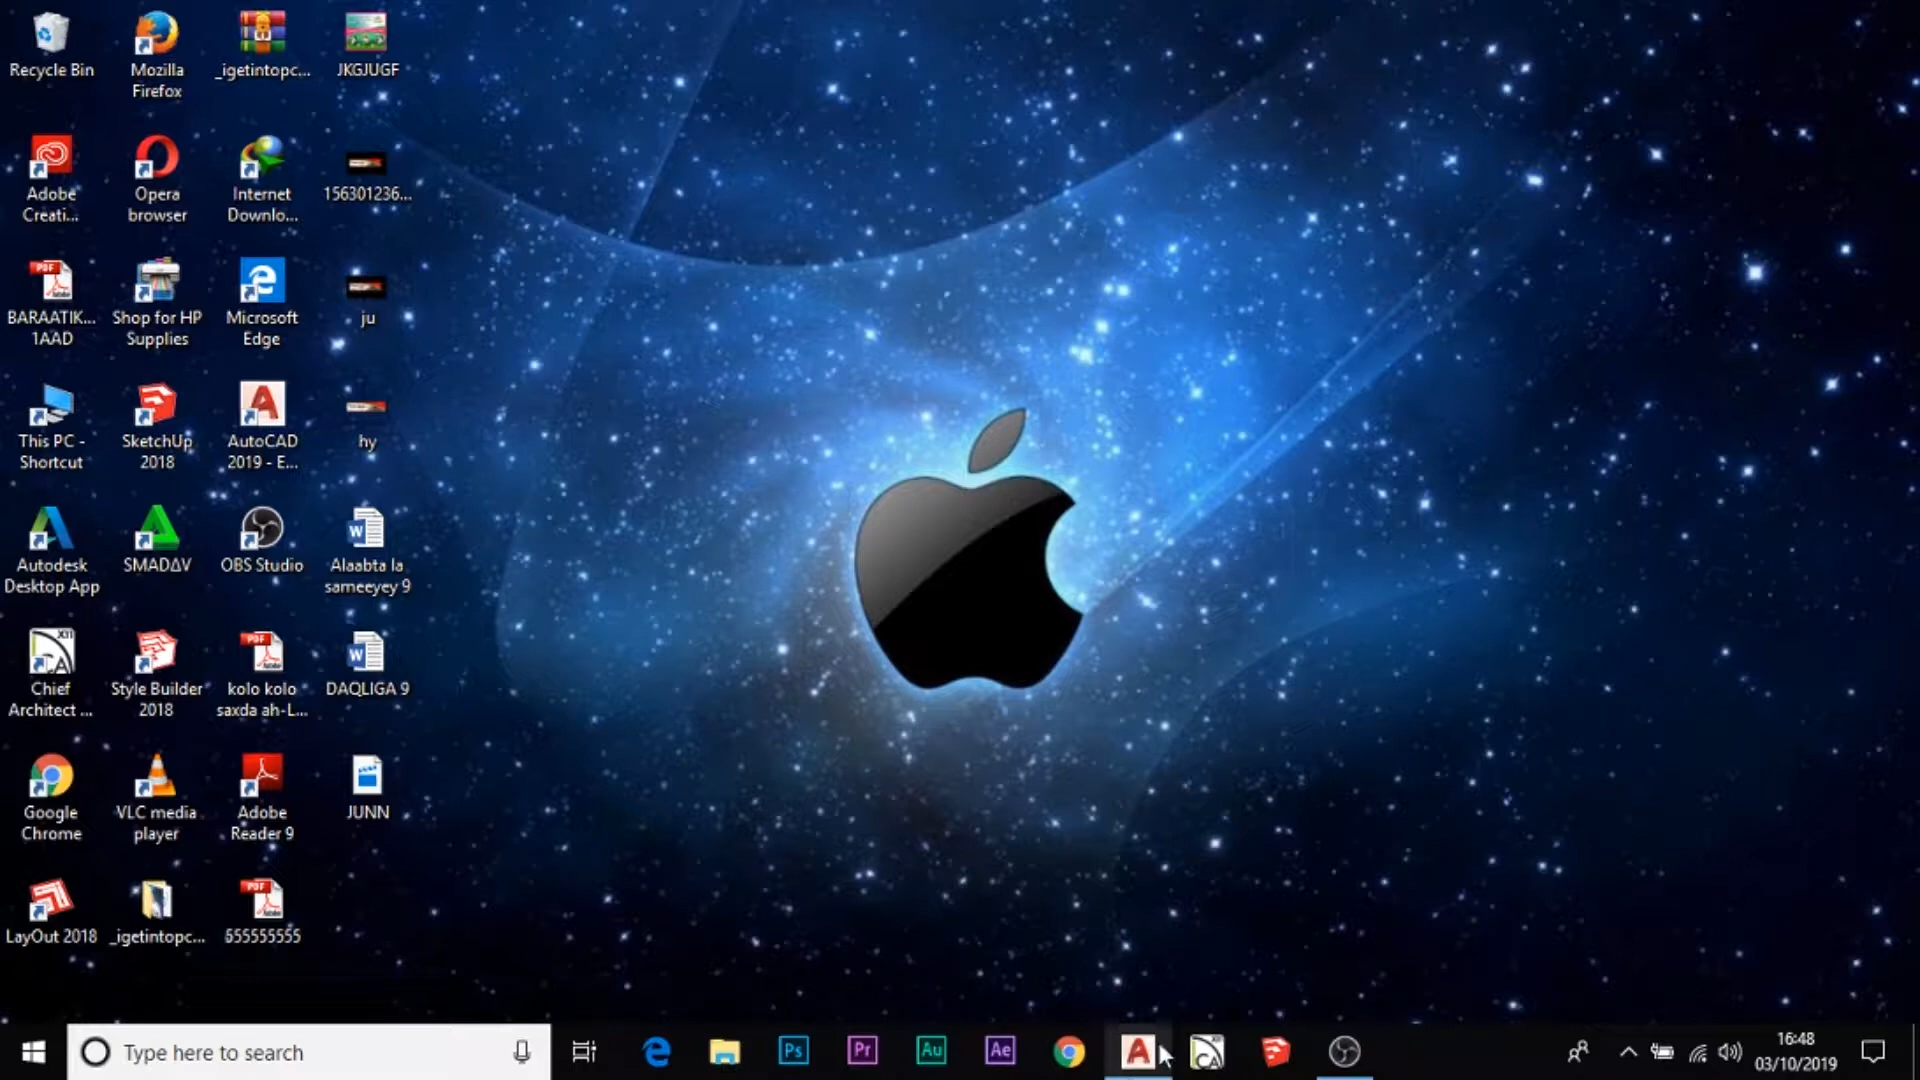 Recycle Bin
Mozilla
Firefox
_igetintopc...
JKGJUGF
Adobe
Creati...
Opera
browser
Internet
Downlo...
156301236...
BARAATIK...
1AAD
Shop for HP
Supplies
Microsoft
Edge
ju
This PC -
Shortcut
SketchUp
2018
AutoCAD
2019 - E...
hy
Autodesk
Desktop App
SMADΔV
OBS Studio
Alaabta la
sameeyey 9
Chief
Architect ...
Style Builder
2018
kolo kolo
saxda ah-L...
DAQLIGA 9
Google
Chrome
VLC media
player
Adobe
Reader 9
JUNN
LayOut 2018
_igetintopc...
655555555
Type here to search
Ps
Pr
Au
Ae
16:48
03/10/2019